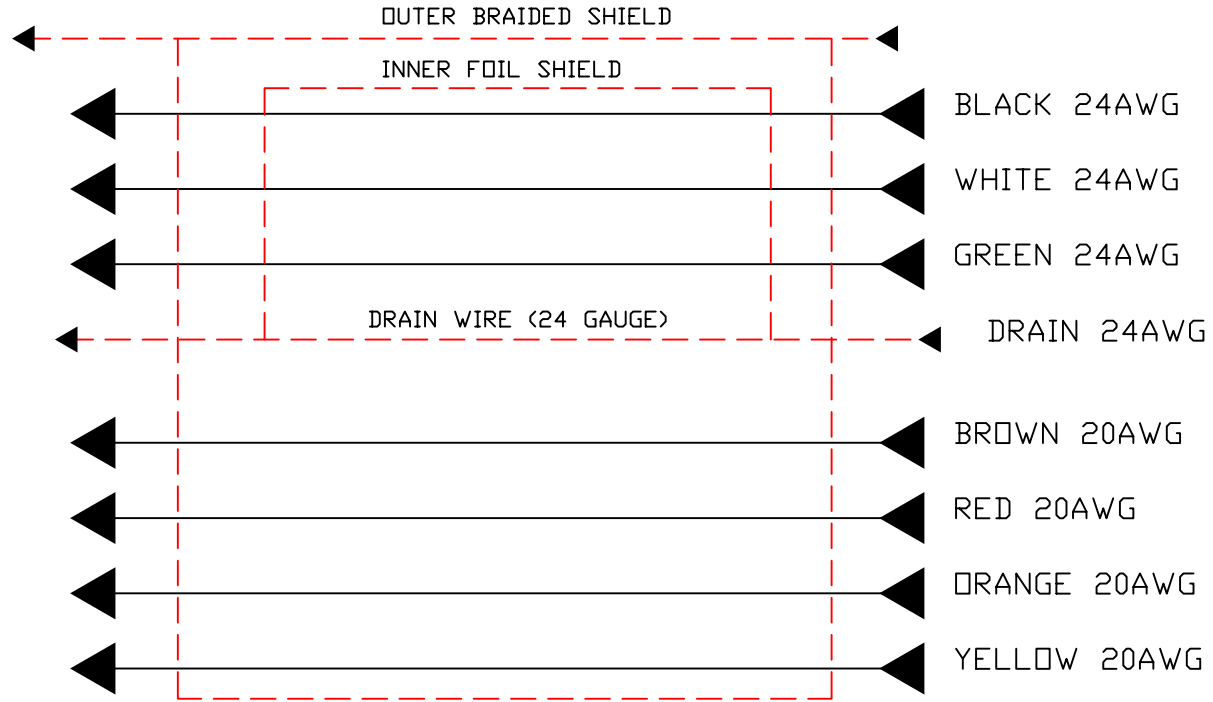 OUTER BRAIDED SHIELD
INNER FOIL SHIELD
BLACK 24AWG
WHITE 24AWG
GREEN 24AWG
DRAIN WIRE (24 GAUGE)
DRAIN 24AWG
BROWN 20AWG
RED 20AWG
ORANGE 20AWG
YELLOW 20AWG